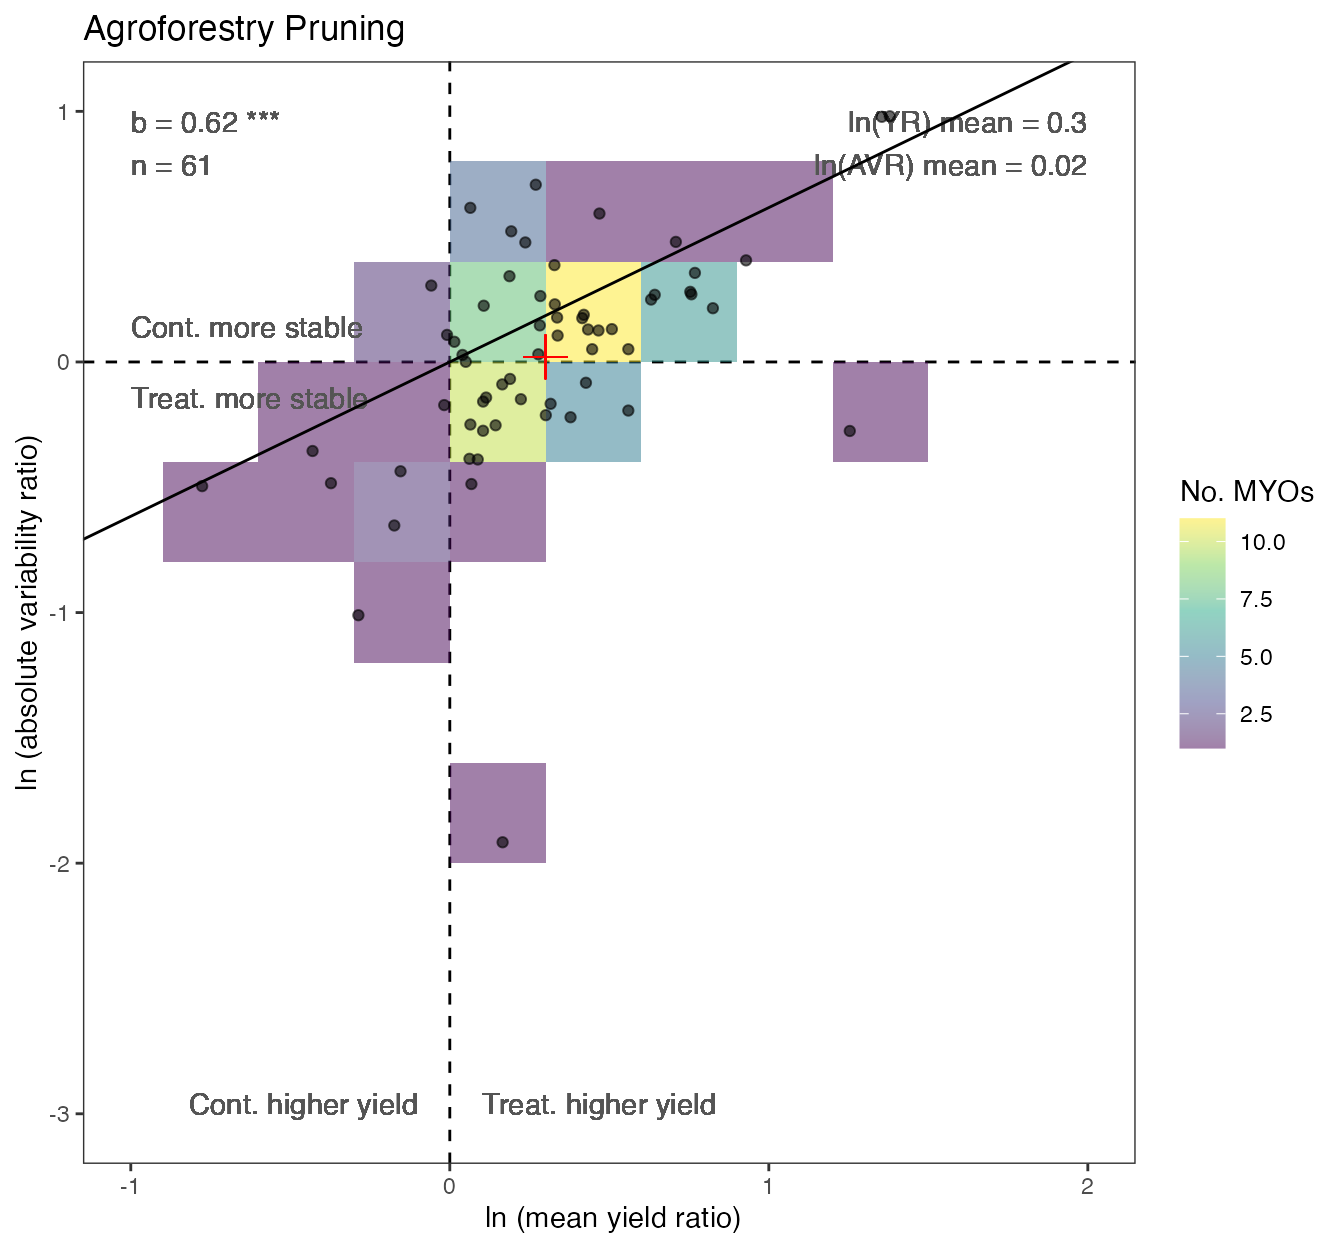 Agroforestry Pruning
b = 0.62 ***
ln(YR) mean = 0.3
n = 61
ln(AVR) mean = 0.02
Cont. more stable
Treat. more stable
Cont. higher yield
Treat. higher yield
1
0
-1
-2
-3
-1
0
1
2
ln (mean yield ratio)
ln (absolute variability ratio)
No. MYOs
10.0
7.5
5.0
2.5